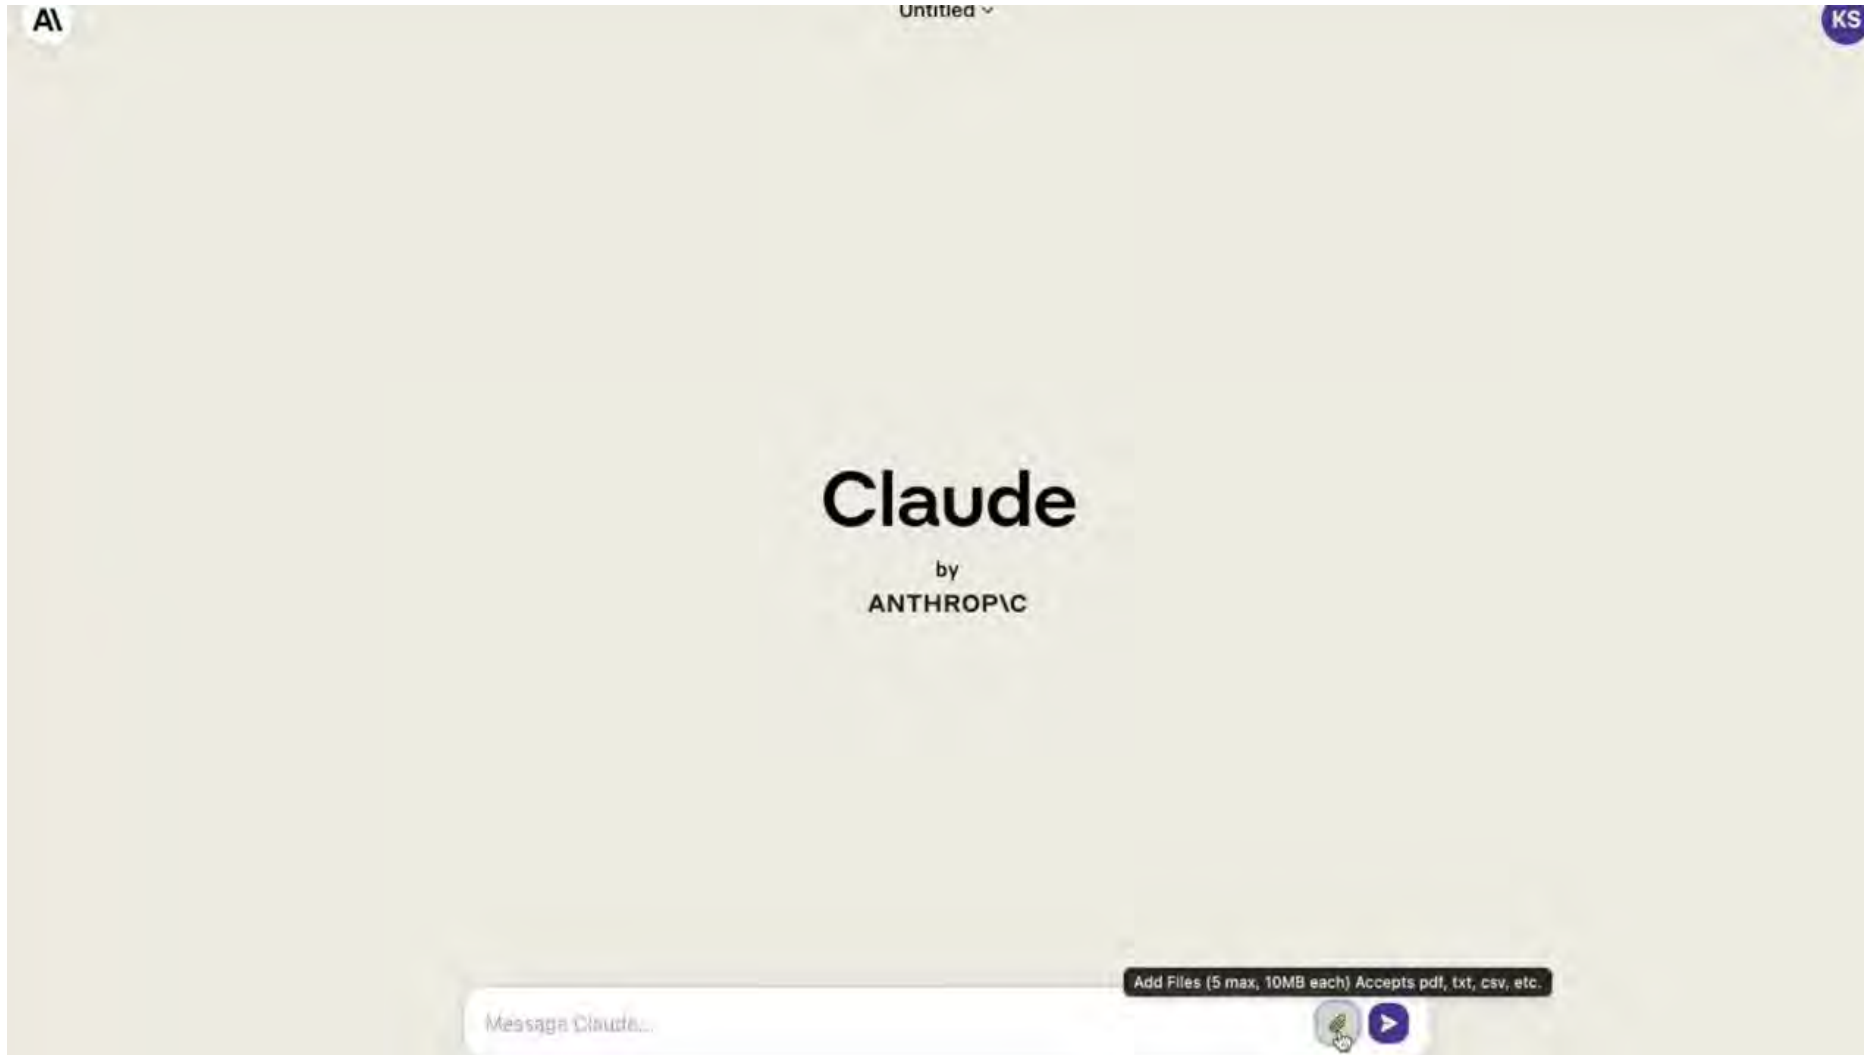 A\
Untitled
KS
Claude
by
ANTHROP\C
Add Files (5 max, 10MB each) Accepts pdf, txt, csv, etc.
Message Claude...